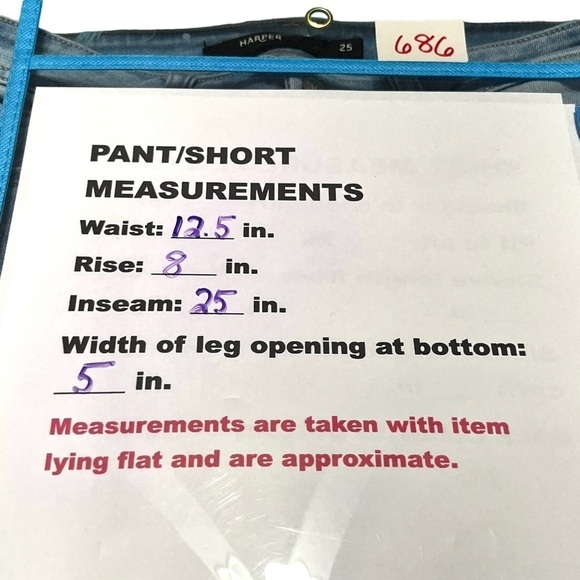 HARPER
25
686
PANT/SHORT
MEASUREMENTS
Waist: 12.5 in.
Rise: 8 in.
Inseam: 25 in.
Width of leg opening at bottom:
5 in.
Measurements are taken with item
lying flat and are approximate.